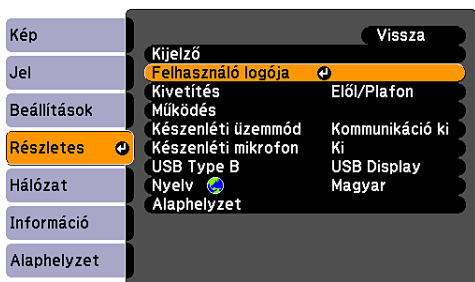 Kép
Jel
Beállítások
Részletes
Hálózat
Információ
Alaphelyzet
Vissza
Kijelző
Felhasználó logója
Kivetítés Elől/Plafon
Működés
Készenléti üzemmód Kommunikáció ki
Készenléti mikrofon Ki
USB Type B USB Display
Nyelv Magyar
Alaphelyzet